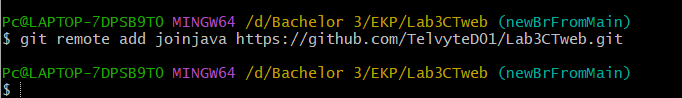 Pc@LAPTOP-7DPSB9T0 MINGW64 /d/Bachelor 3/EKP/Lab3CTweb (newBrFromMain)
$ git remote add joinjava https://github.com/TelvyteD01/Lab3CTweb.git
Pc@LAPTOP-7DPSB9T0 MINGW64 /d/Bachelor 3/EKP/Lab3CTweb (newBrFromMain)
$